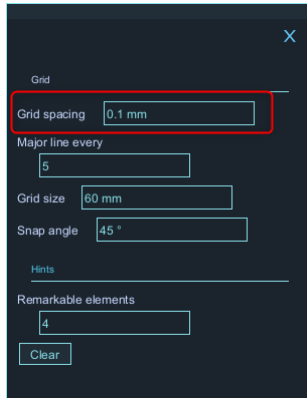 X
Grid
Grid spacing 0.1 mm
Major line every
5
Grid size 60 mm
Snap angle 45 °
Hints
Remarkable elements
4
Clear